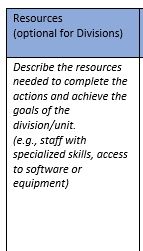 Resources
(optional for Divisions)
Describe the resources
needed to complete the
actions and achieve the
goals of the
division/unit.
(e.g., staff with
specialized skills, access
to software or
equipment)